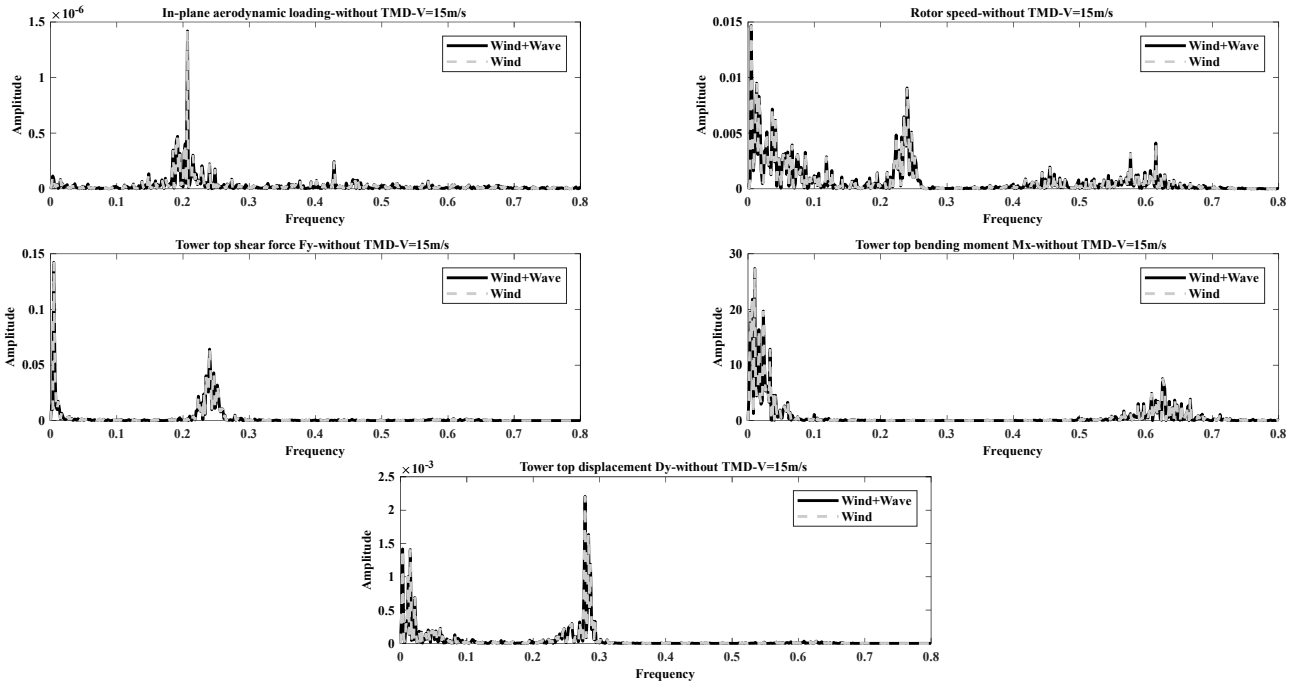 In-plane aerodynamic loading-without TMD-V=15m/s
1.5 ×10⁻⁶
1
0.5
0
Amplitude
Wind+Wave
Wind
0 0.1 0.2 0.3 0.4 0.5 0.6 0.7 0.8
Frequency
Rotor speed-without TMD-V=15m/s
0.015
0.01
0.005
0
Amplitude
Wind+Wave
Wind
0 0.1 0.2 0.3 0.4 0.5 0.6 0.7 0.8
Frequency
Tower top shear force Fy-without TMD-V=15m/s
0.15
0.1
0.05
0
Amplitude
Wind+Wave
Wind
0 0.1 0.2 0.3 0.4 0.5 0.6 0.7 0.8
Frequency
Tower top bending moment Mx-without TMD-V=15m/s
30
20
10
0
Amplitude
Wind+Wave
Wind
0 0.1 0.2 0.3 0.4 0.5 0.6 0.7 0.8
Frequency
Tower top displacement Dy-without TMD-V=15m/s
2.5 ×10⁻³
2
1.5
1
0.5
0
Amplitude
Wind+Wave
Wind
0 0.1 0.2 0.3 0.4 0.5 0.6 0.7 0.8
Frequency